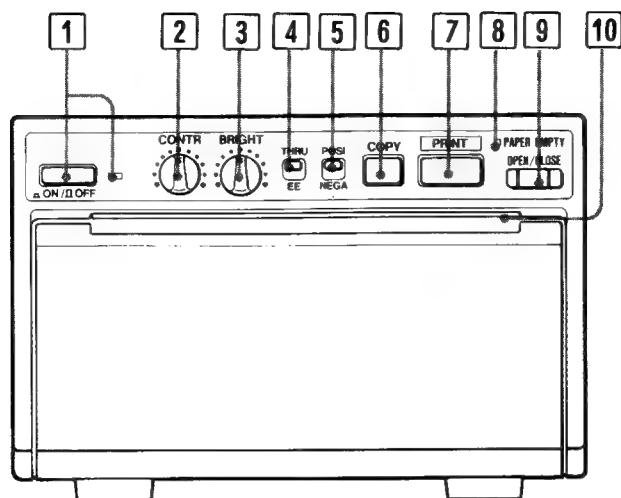 1 2 3 4 5 6 7 8 9 10
CONTR BRIGHT THRU POSI COPY PRINT PAPER EMPTY
OPEN/CLOSE
EE NEGA
ON/OFF